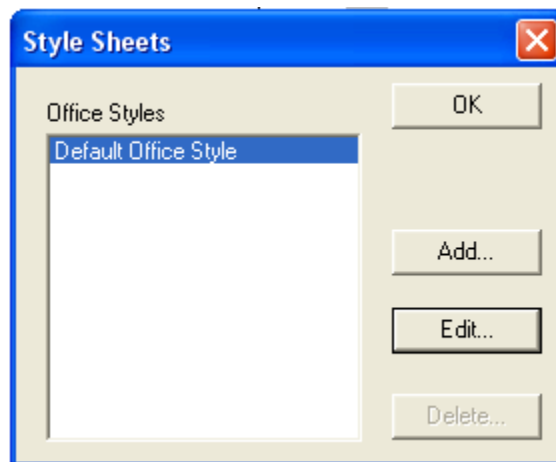 Style Sheets
Office Styles
Default Office Style
OK
Add...
Edit...
Delete...